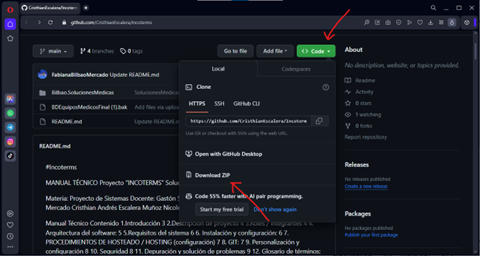 github.com/CristhianEscalera/Incoterms
main
4 branches
0 tags
Go to file
Add file
Code
About
No description, website, or topics provided.
Readme
Activity
0 stars
1 watching
0 forks
Report repository
Releases
No releases published
Create a new release
Packages
No packages published
Publish your first package
FabianaBilbaoMercado Update README.md
Bilbao.SolucionesMedicas
BDEquiposMedicosFinal (1).bak
Add files via upload
README.md
Update README.md
Local
Codespaces
Clone
HTTPS
SSH
GitHub CLI
https://github.com/CristhianEscalera/Incoterm
Use Git or checkout with SVN using the web URL.
Open with GitHub Desktop
Download ZIP
Code 55% faster with AI pair programming.
Start my free trial
Don't show again
README.md
#Incoterms
MANUAL TÉCNICO Proyecto "INCOTERMS" Solu
Materia: Proyecto de Sistemas Docente: Gastón S
Mercado Cristhian Andrés Escalera Muñoz Nicol
Manual Técnico Contenido 1.Introducción 3 2.Descripción de proyecto 4 3.Roles / integrantes 4 4.
Arquitectura del software: 5 5.Requisitos del sistema 6 6. Instalación y configuración: 6 7.
PROCEDIMIENTOS DE HOSTEADO / HOSTING (configuración) 7 8. GIT: 7 9. Personalización y
configuración 8 10. Seguridad 8 11. Depuración y solución de problemas 9 12. Glosario de términos: